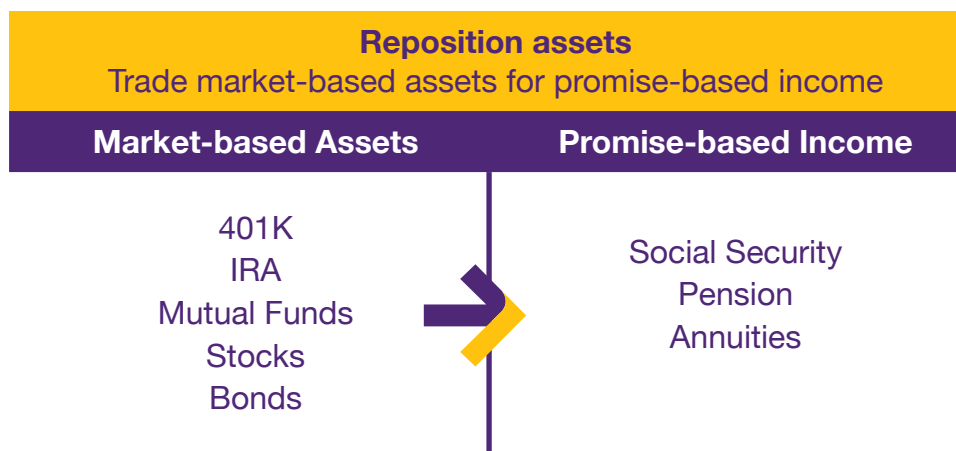 Reposition assets
Trade market-based assets for promise-based income
Market-based Assets
Promise-based Income
401K
IRA
Mutual Funds
Stocks
Bonds
Social Security
Pension
Annuities